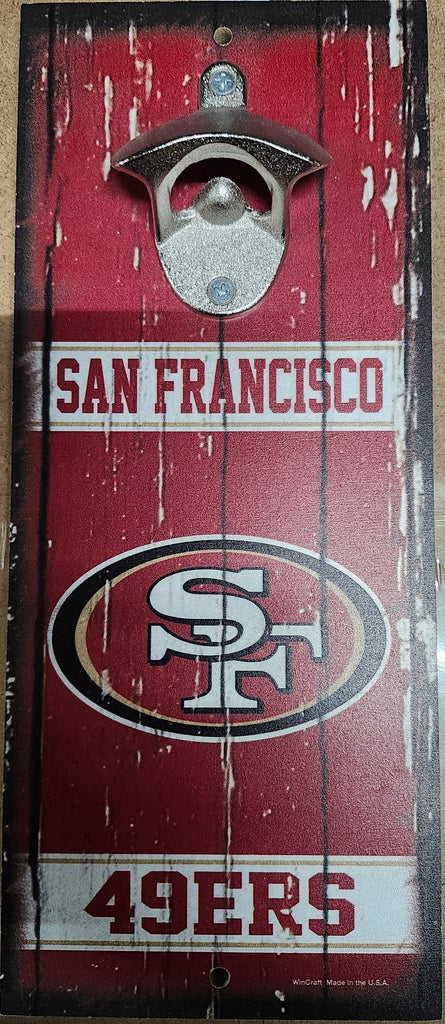 SAN FRANCISCO
SF
49ERS
WinCraft Made in the U.S.A.